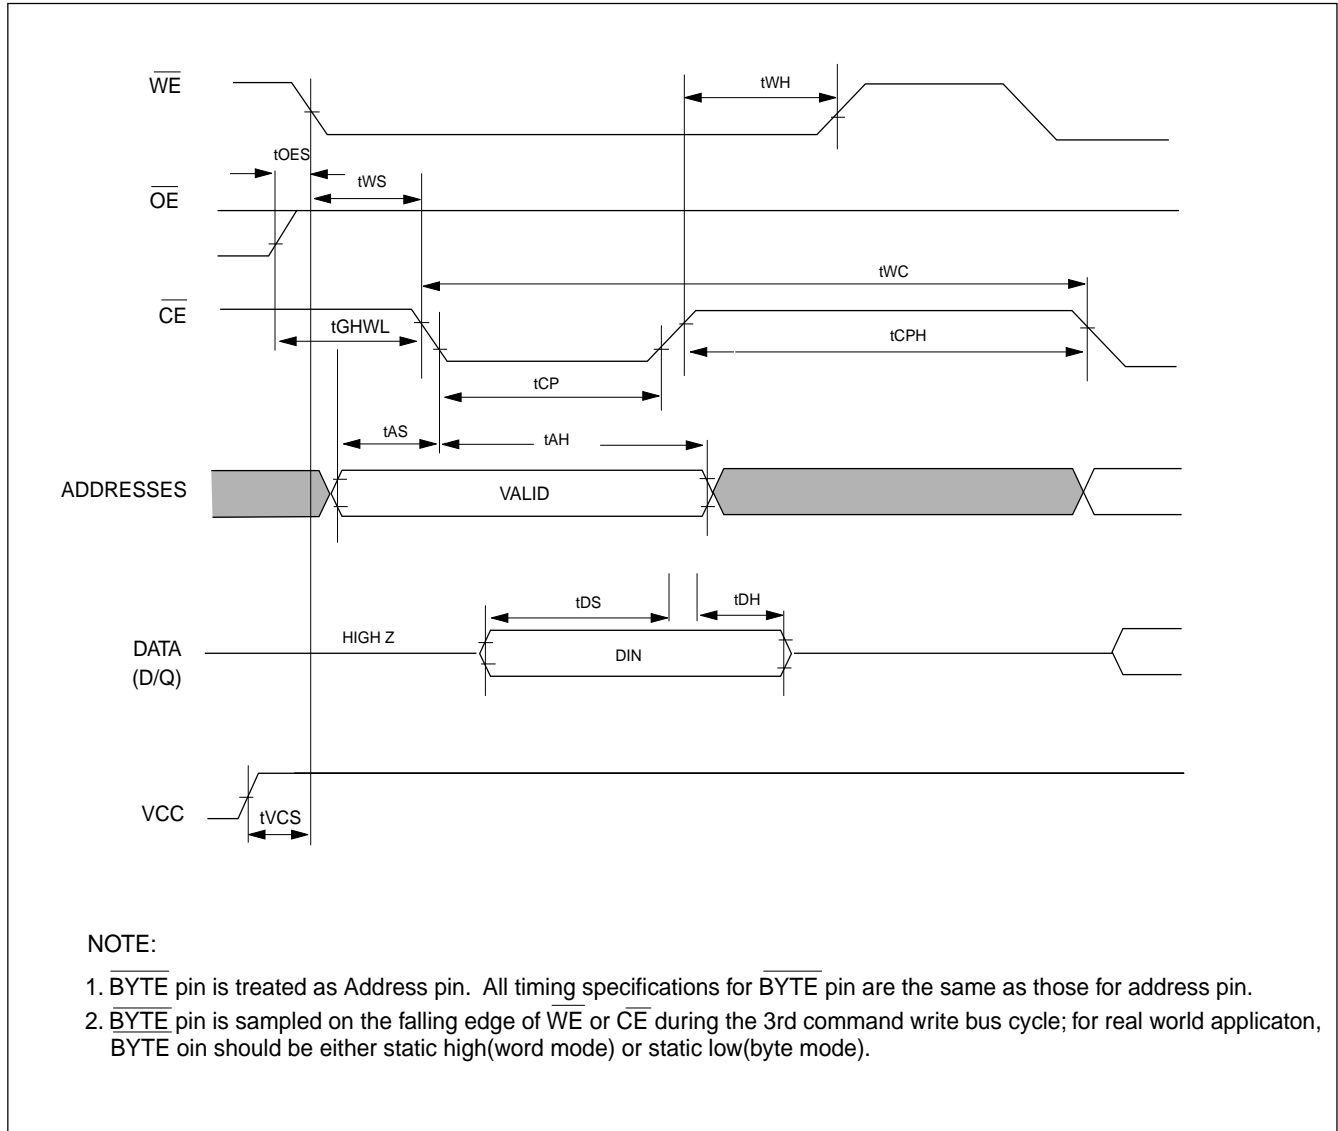 WE
tWH
tOES
tWS
OE
tWC
CE
tGHWL
tCPH
tCP
tAS
tAH
ADDRESSES
VALID
tDS
tDH
HIGH Z
DATA
(D/Q)
DIN
VCC
tVCS
NOTE:
1. BYTE pin is treated as Address pin. All timing specifications for BYTE pin are the same as those for address pin.
2. BYTE pin is sampled on the falling edge of WE or CE during the 3rd command write bus cycle; for real world applicaton,
BYTE oin should be either static high(word mode) or static low(byte mode).